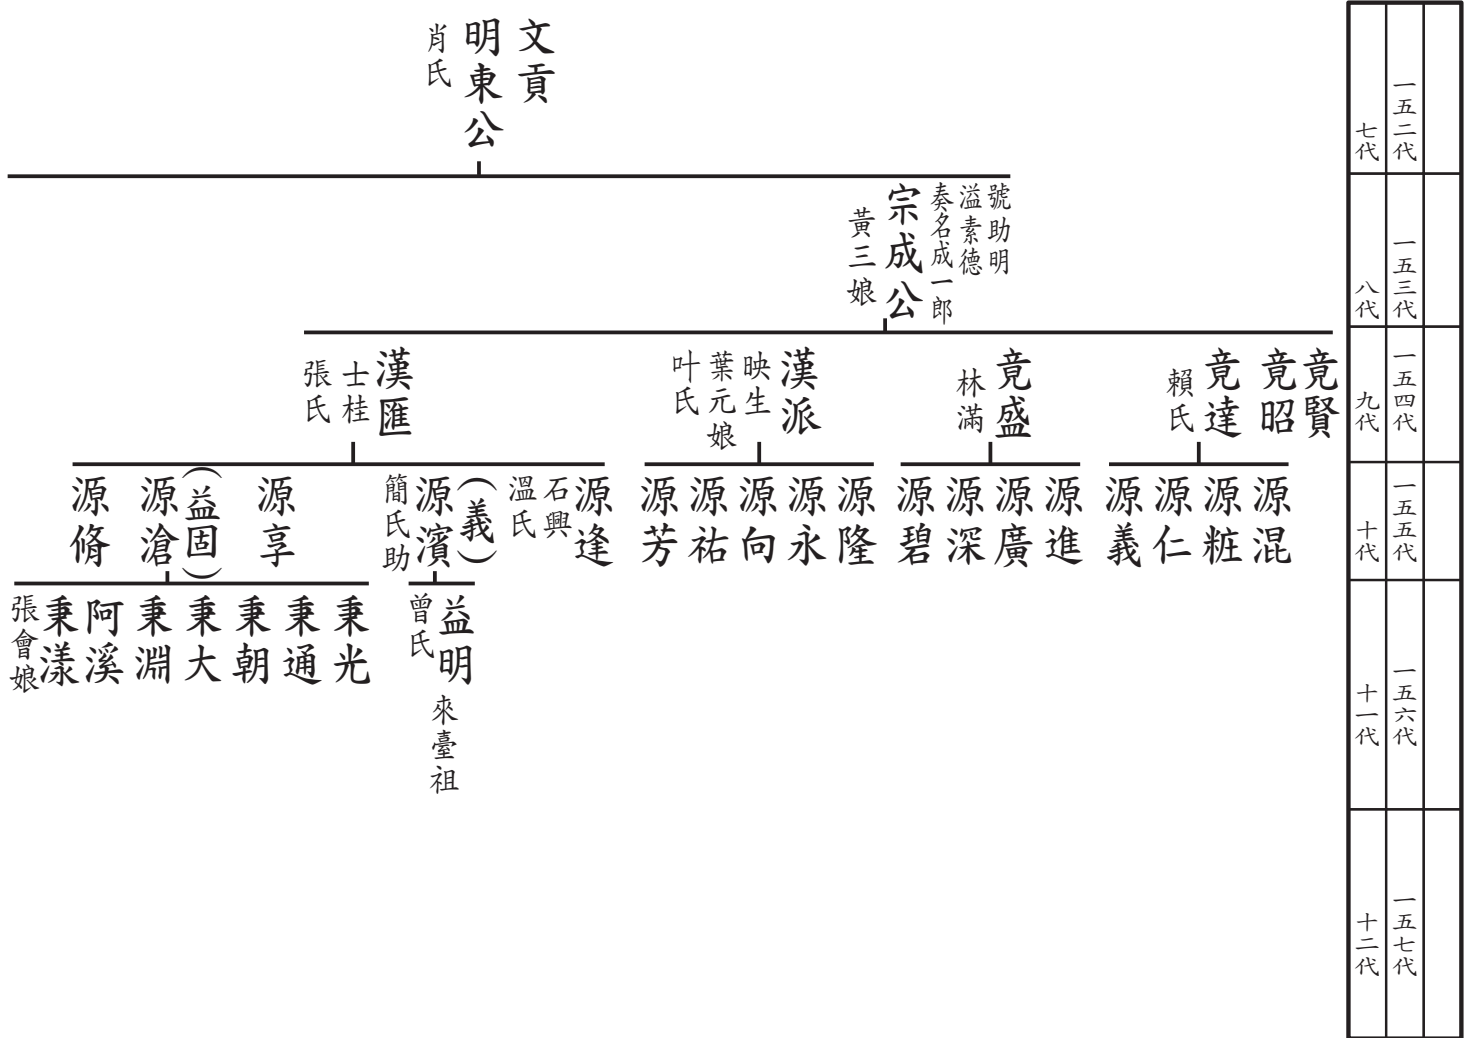 一五二代
七代
一五三代
八代
一五四代
九代
一五五代
十代
一五六代
十一代
一五七代
十二代
文貢
明東公
肖氏
號助明
溢素德
奏名成一郎
宗成公
黃三娘
竟賢
竟昭
竟達
賴氏
竟盛
林滿
漢派
映生
葉元娘
叶氏
漢匯
士桂
張氏
源混
源粧
源仁
源義
源進
源廣
源深
源碧
源隆
源永
源向
源祐
源芳
源逢
石興
溫氏
(義)
源濱
簡氏助
源享
(益固)
源滄
源脩
益明
曾氏
來臺祖
秉光
秉通
秉朝
秉大
秉淵
阿溪
秉漾
張會娘